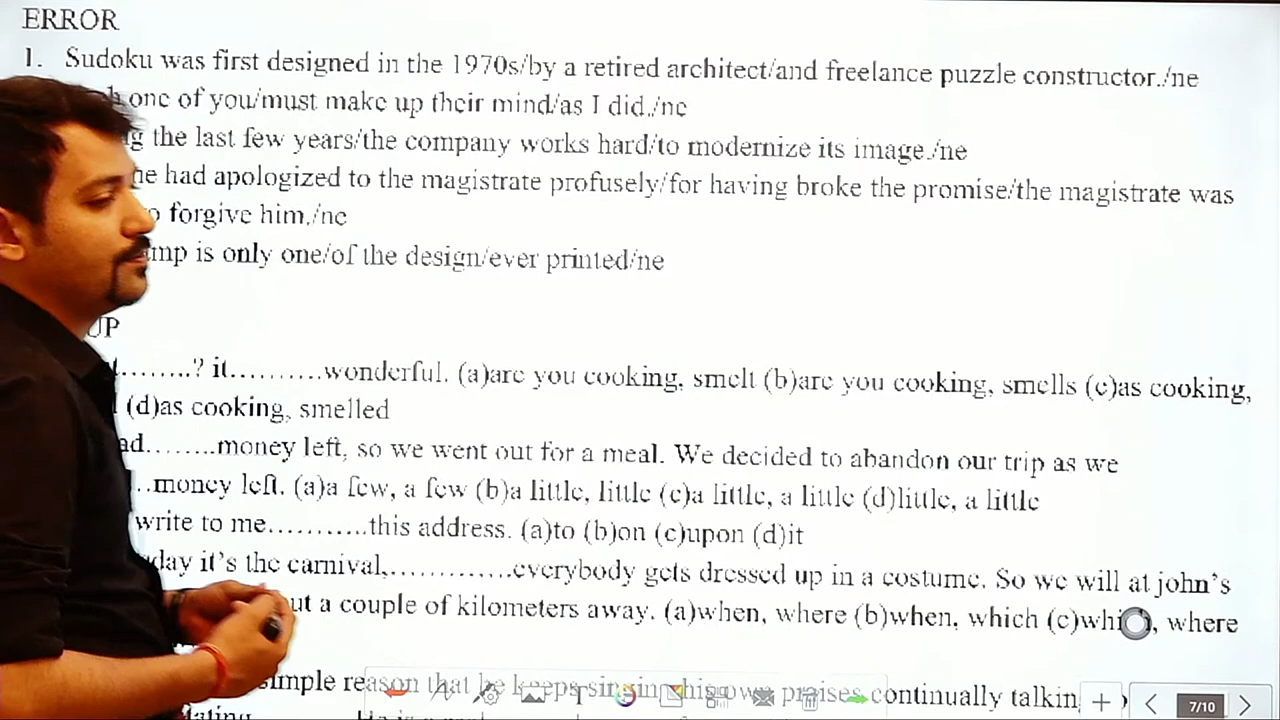 ERROR
1. Sudoku was first designed in the 1970s/by a retired architect/and freelance puzzle constructor./ne
one of you/must make up their mind/as I did./ne
the last few years/the company works hard/to modernize its image./ne
he had apologized to the magistrate profusely/for having broke the promise/the magistrate was
forgive him./ne
is only one/of the design/ever printed/ne
UP
........? it..........wonderful. (a)are you cooking, smelt (b)are you cooking, smells (c)as cooking,
(d)as cooking, smelled
........money left, so we went out for a meal. We decided to abandon our trip as we
..money left. (a)a few, a few (b)a little, little (c)a little, a little (d)little, a little
write to me...........this address. (a)to (b)on (c)upon (d)it
day it's the carnival,.............everybody gets dressed up in a costume. So we will at john's
a couple of kilometers away. (a)when, where (b)when, which (c) where
simple reason that he keeps singing his own praises continually
7/10